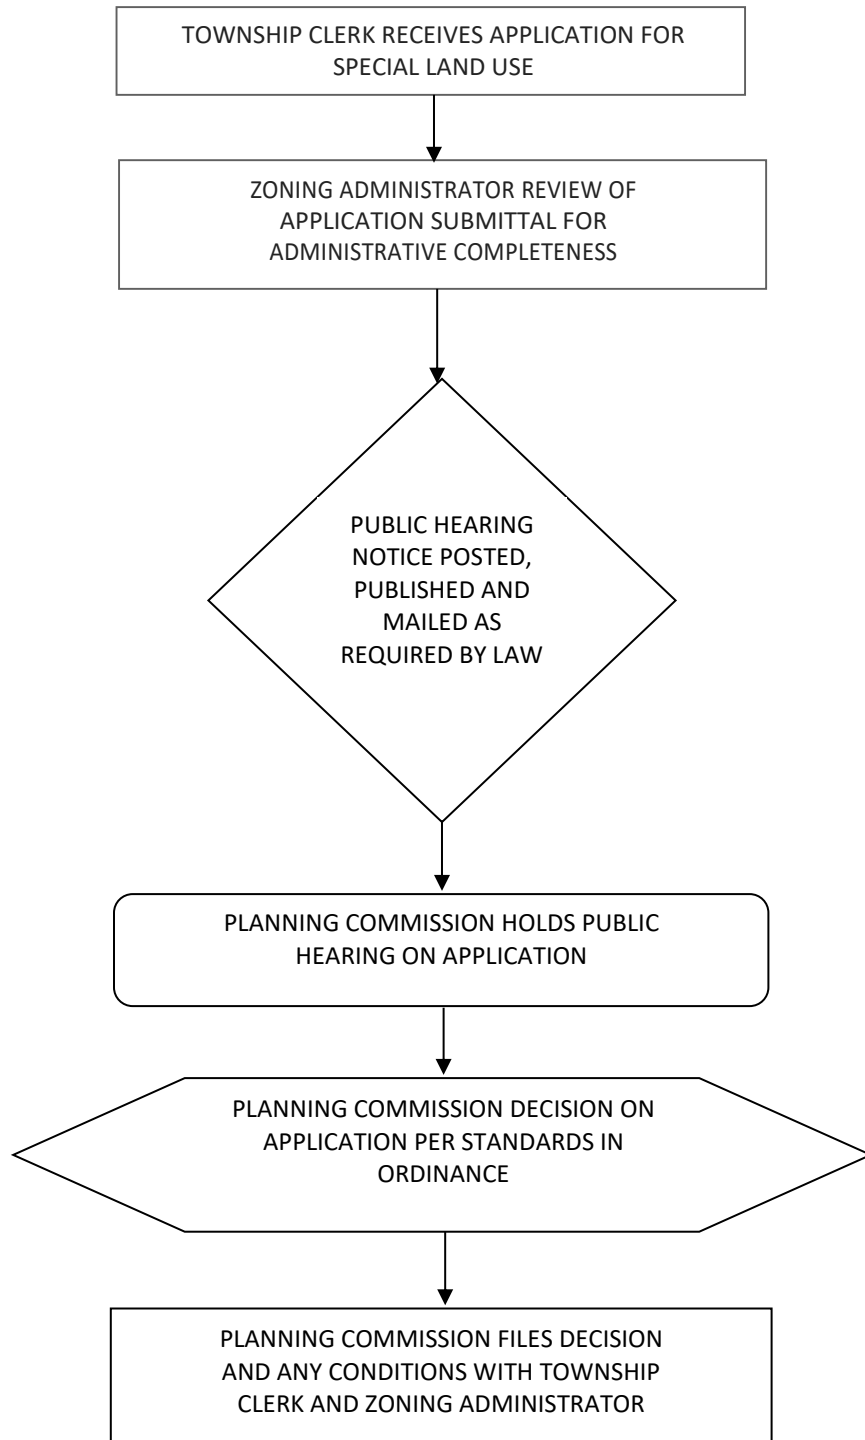 TOWNSHIP CLERK RECEIVES APPLICATION FOR
SPECIAL LAND USE
ZONING ADMINISTRATOR REVIEW OF
APPLICATION SUBMITTAL FOR
ADMINISTRATIVE COMPLETENESS
PUBLIC HEARING
NOTICE POSTED,
PUBLISHED AND
MAILED AS
REQUIRED BY LAW
PLANNING COMMISSION HOLDS PUBLIC
HEARING ON APPLICATION
PLANNING COMMISSION DECISION ON
APPLICATION PER STANDARDS IN
ORDINANCE
PLANNING COMMISSION FILES DECISION
AND ANY CONDITIONS WITH TOWNSHIP
CLERK AND ZONING ADMINISTRATOR